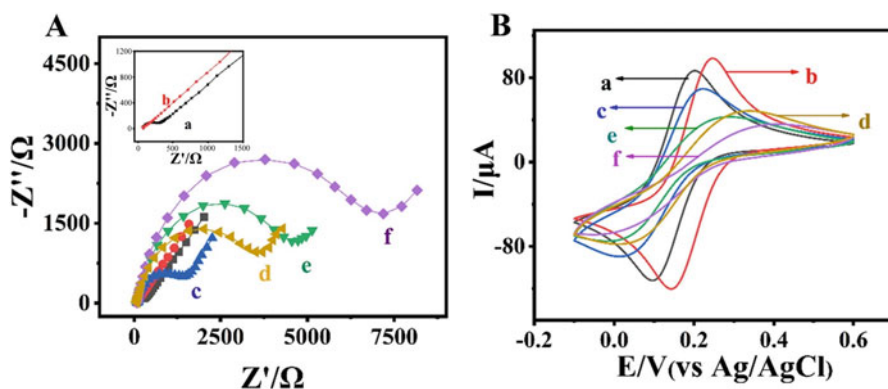 A
-Z''/Ω
4500
3000
1500
0
0
2500
5000
7500
Z'/Ω
1200
800
400
0
0
500
1000
1500
-Z''/Ω
Z'/Ω
b
a
c
d
e
f
B
I/μA
80
0
-80
-0.2
0.0
0.2
0.4
0.6
E/V(vs Ag/AgCl)
a
b
c
d
e
f